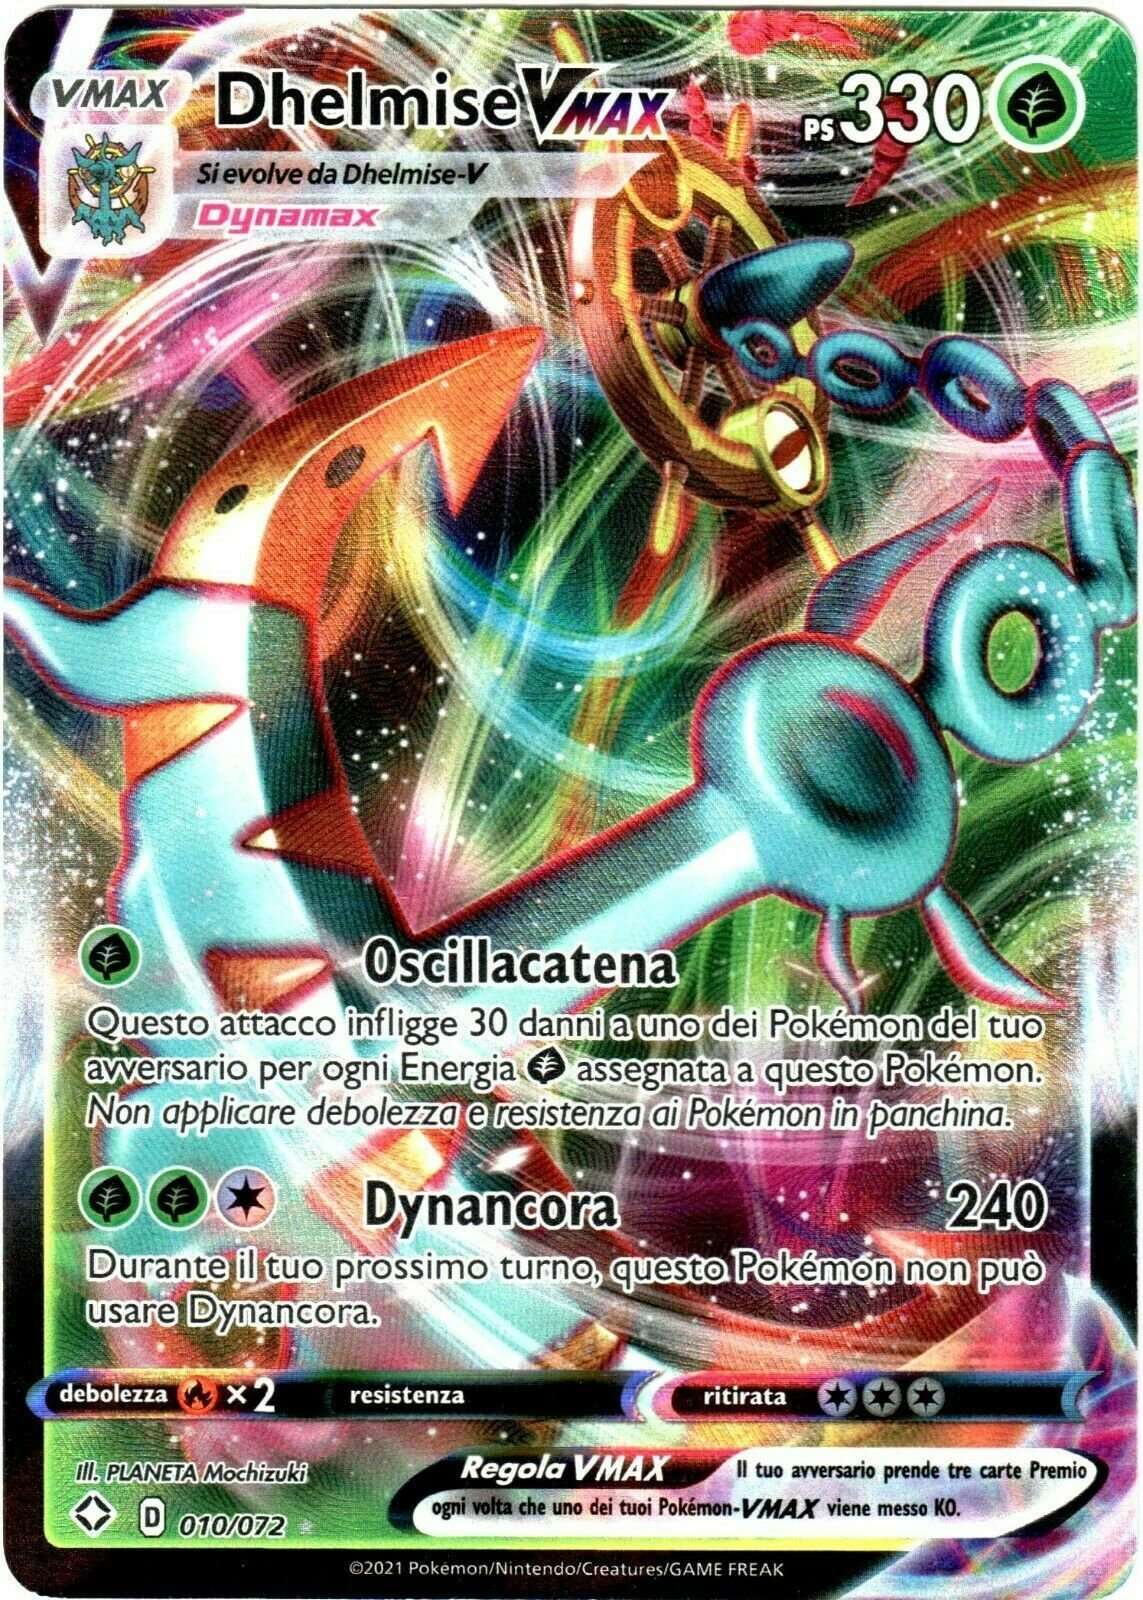 VMAX
Dhelmise VMAX
PS 330
Si evolve da Dhelmise-V
Dynamax
Oscillacatena
Questo attacco infligge 30 danni a uno dei Pokémon del tuo
avversario per ogni Energia assegnata a questo Pokémon.
Non applicare debolezza e resistenza ai Pokémon in panchina.
Dynancora 240
Durante il tuo prossimo turno, questo Pokémon non può
usare Dynancora.
debolezza ×2 resistenza ritirata
Ill. PLANETA Mochizuki
Regola VMAX Il tuo avversario prende tre carte Premio
ogni volta che uno dei tuoi Pokémon-VMAX viene messo KO.
D 010/072
©2021 Pokémon/Nintendo/Creatures/GAME FREAK